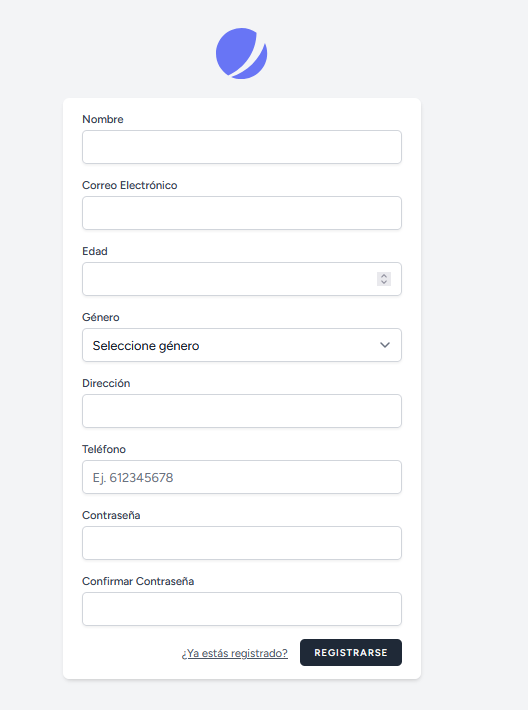 Nombre
Correo Electrónico
Edad
Género
Seleccione género
Dirección
Teléfono
Ej. 612345678
Contraseña
Confirmar Contraseña
¿Ya estás registrado? REGISTRARSE